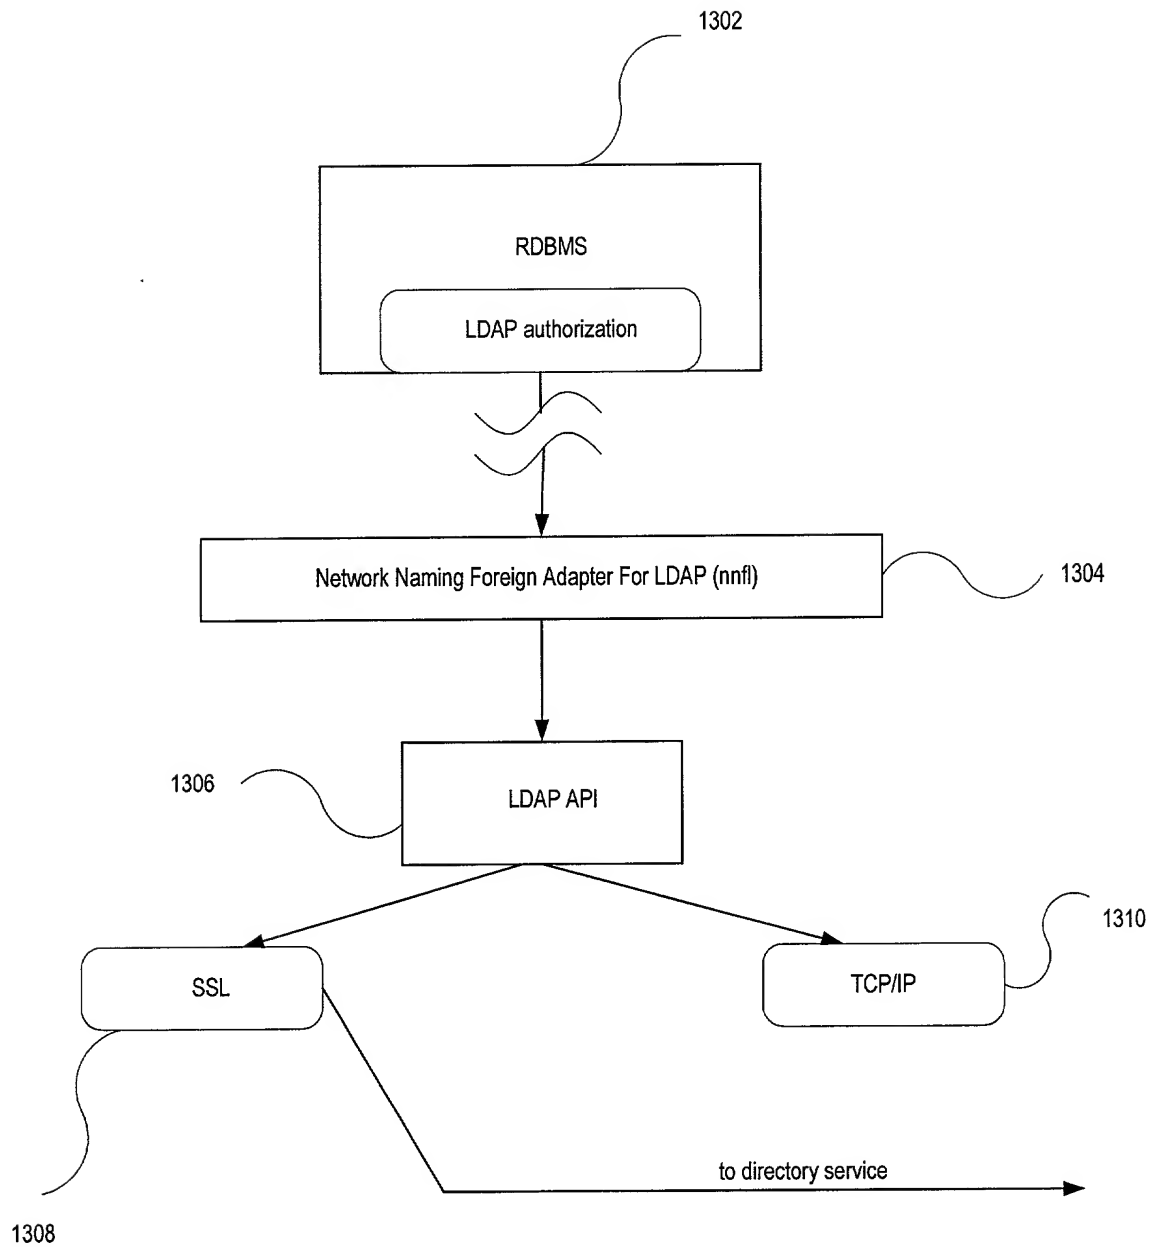 1302
RDBMS
LDAP authorization
Network Naming Foreign Adapter For LDAP (nnfl)
1304
1306
LDAP API
1310
SSL
TCP/IP
to directory service
1308